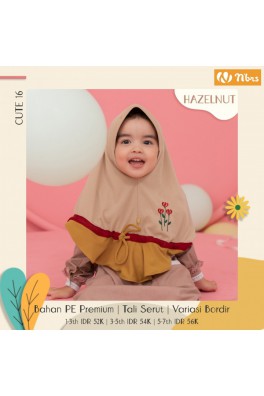 Nbrs
HAZELNUT
CUTE 16
Bahan PE Premium | Tali Serut | Variasi Bordir
1-3th IDR 52K | 3-5th IDR 54K | 5-7th IDR 56K